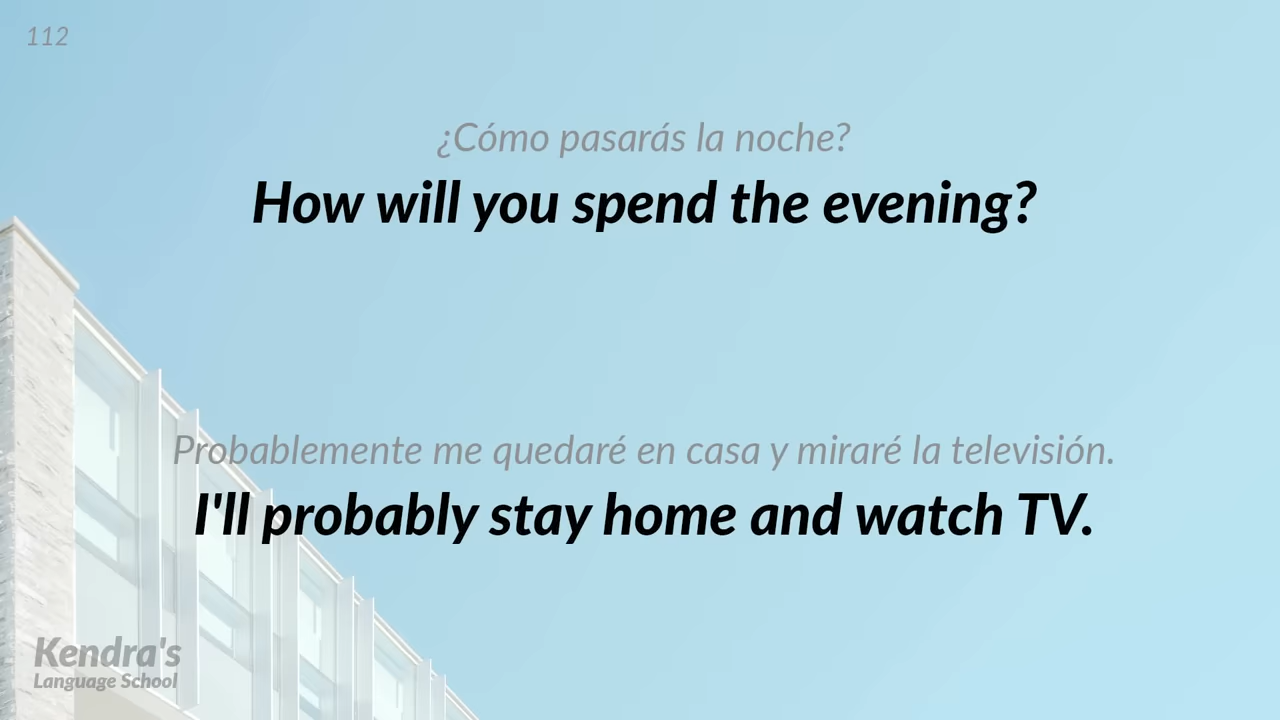 112
¿Cómo pasarás la noche?
How will you spend the evening?
Probablemente me quedaré en casa y miraré la televisión.
I'll probably stay home and watch TV.
Kendra's
Language School